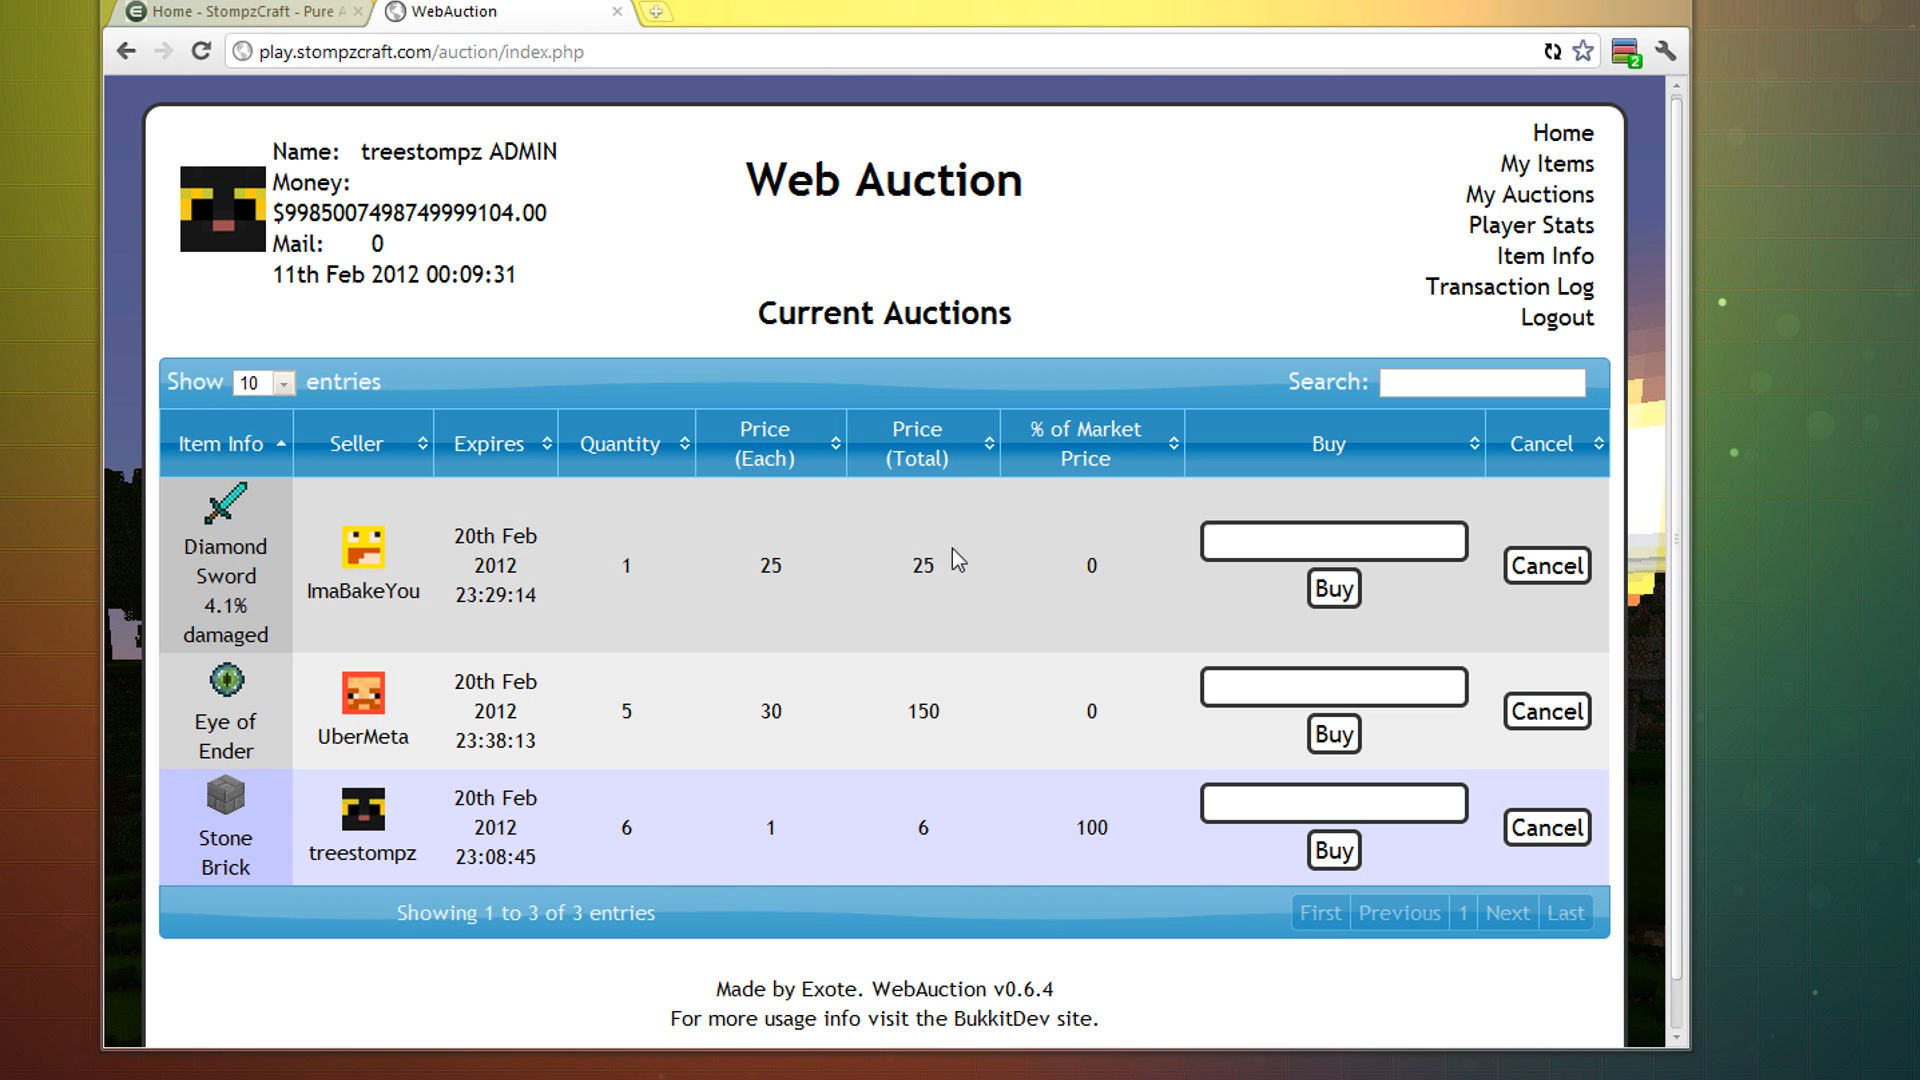 Home - StompzCraft - Pure A
WebAuction
play.stompzcraft.com/auction/index.php
2
Name: treestompz ADMIN
Money:
$9985007498749999104.00
Mail: 0
11th Feb 2012 00:09:31
Web Auction
Current Auctions
Home
My Items
My Auctions
Player Stats
Item Info
Transaction Log
Logout
Show 10 entries
Search:
Item Info Seller Expires Quantity Price (Each) Price (Total) % of Market Price Buy Cancel
Diamond
Sword
4.1%
damaged
ImaBakeYou
20th Feb
2012
23:29:14
1
25
25
0
Buy
Cancel
Eye of
Ender
UberMeta
20th Feb
2012
23:38:13
5
30
150
0
Buy
Cancel
Stone
Brick
treestompz
20th Feb
2012
23:08:45
6
1
6
100
Buy
Cancel
Showing 1 to 3 of 3 entries
First Previous 1 Next Last
Made by Exote. WebAuction v0.6.4
For more usage info visit the BukkitDev site.